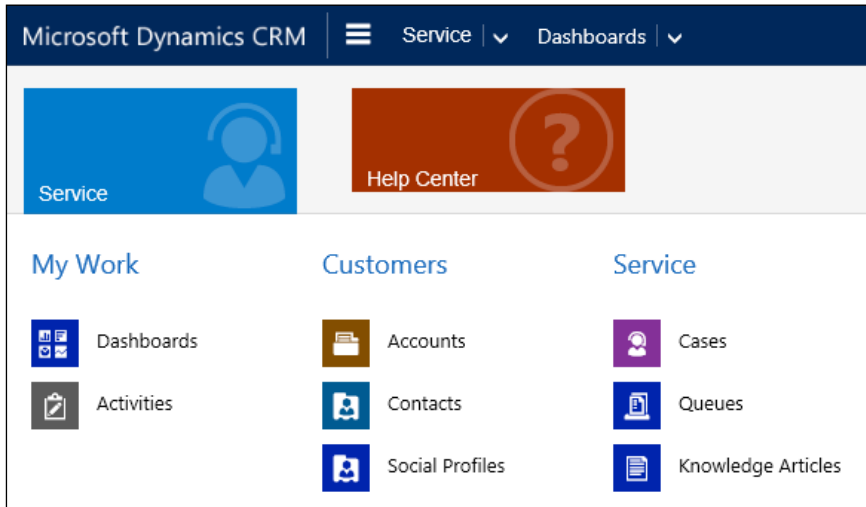 Microsoft Dynamics CRM Service Dashboards
Service
Help Center
?
My Work
Customers
Service
Dashboards
Accounts
Cases
Activities
Contacts
Queues
Social Profiles
Knowledge Articles